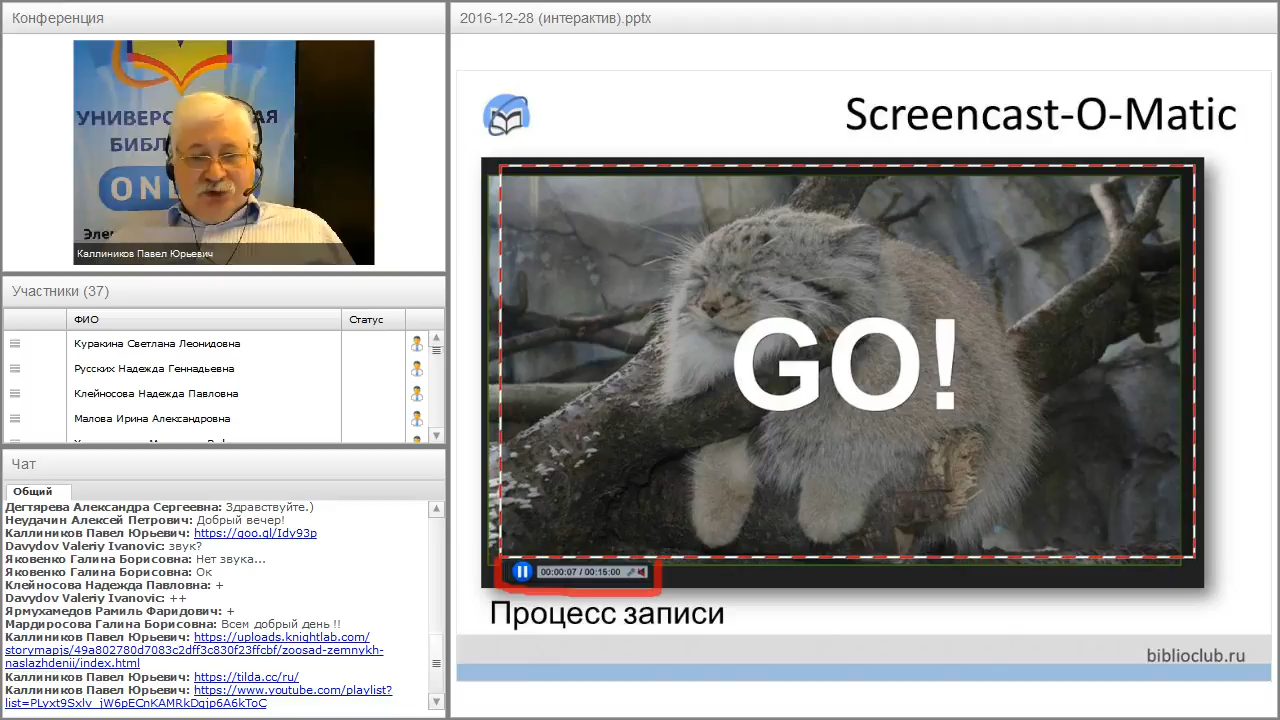 Конференция
УНИВЕРС НАЯ
БИБЛ
ONL
Эле
Каллиников Павел Юрьевич
Участники (37)
ФИО
Статус
Куракина Светлана Леонидовна
Русских Надежда Геннадьевна
Клейносова Надежда Павловна
Малова Ирина Александровна
Чат
Общий
Дегтярева Александра Сергеевна: Здравствуйте.)
Неудачин Алексей Петрович: Добрый вечер!
Каллиников Павел Юрьевич: https://goo.gl/Idy93p
Davydov Valeriy Ivanovic: звук?
Яковенко Галина Борисовна: Нет звука...
Яковенко Галина Борисовна: Ок
Клейносова Надежда Павловна: +
Davydov Valeriy Ivanovic: ++
Ярмухамедов Рамиль Фаридович: +
Мардиросова Галина Борисовна: Всем добрый день !!
Каллиников Павел Юрьевич: https://uploads.knightlab.com/
storymapjs/49a802780d7083c2dff3c830f23ffcbf/zoosad-zemnykh-
naslazhdenii/index.html
Каллиников Павел Юрьевич: https://tilda.cc/ru/
Каллиников Павел Юрьевич: https://www.youtube.com/playlist?
list=PLyxt9Sxlv_jW6pECnKAMRkDqjp6A6kToC
2016-12-28 (интерактив).pptx
Screencast-O-Matic
GO!
00:00:07 / 00:15:00
Процесс записи
biblioclub.ru